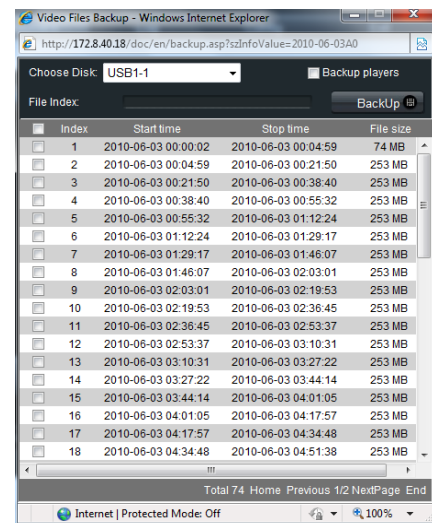 Video Files Backup - Windows Internet Explorer
http://172.8.40.18/doc/en/backup.asp?szInfoValue=2010-06-03A0
Choose Disk: USB1-1 Backup players
File Index: BackUp
Index Start time Stop time File size
1 2010-06-03 00:00:02 2010-06-03 00:04:59 74 MB
2 2010-06-03 00:04:59 2010-06-03 00:21:50 253 MB
3 2010-06-03 00:21:50 2010-06-03 00:38:40 253 MB
4 2010-06-03 00:38:40 2010-06-03 00:55:32 253 MB
5 2010-06-03 00:55:32 2010-06-03 01:12:24 253 MB
6 2010-06-03 01:12:24 2010-06-03 01:29:17 253 MB
7 2010-06-03 01:29:17 2010-06-03 01:46:07 253 MB
8 2010-06-03 01:46:07 2010-06-03 02:03:01 253 MB
9 2010-06-03 02:03:01 2010-06-03 02:19:53 253 MB
10 2010-06-03 02:19:53 2010-06-03 02:36:45 253 MB
11 2010-06-03 02:36:45 2010-06-03 02:53:37 253 MB
12 2010-06-03 02:53:37 2010-06-03 03:10:31 253 MB
13 2010-06-03 03:10:31 2010-06-03 03:27:22 253 MB
14 2010-06-03 03:27:22 2010-06-03 03:44:14 253 MB
15 2010-06-03 03:44:14 2010-06-03 04:01:05 253 MB
16 2010-06-03 04:01:05 2010-06-03 04:17:57 253 MB
17 2010-06-03 04:17:57 2010-06-03 04:34:48 253 MB
18 2010-06-03 04:34:48 2010-06-03 04:51:38 253 MB
Total 74 Home Previous 1/2 NextPage End
Internet | Protected Mode: Off 100%